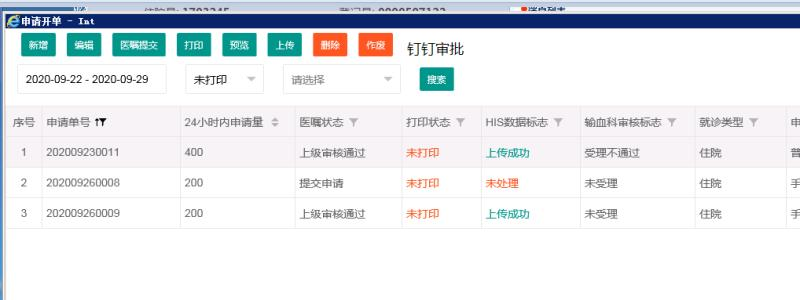 申请开单 - Int
新增 编辑 医嘱提交 打印 预览 上传 删除 作废 钉钉审批
2020-09-22 - 2020-09-29 未打印 请选择 搜索
序号 申请单号 24小时内申请量 医嘱状态 打印状态 HIS数据标志 输血科审核标志 就诊类型
1 202009230011 400 上级审核通过 未打印 上传成功 受理不通过 住院
2 202009260008 200 提交申请 未打印 未处理 未受理 住院 手
3 202009260009 200 上级审核通过 未打印 上传成功 未受理 住院 手